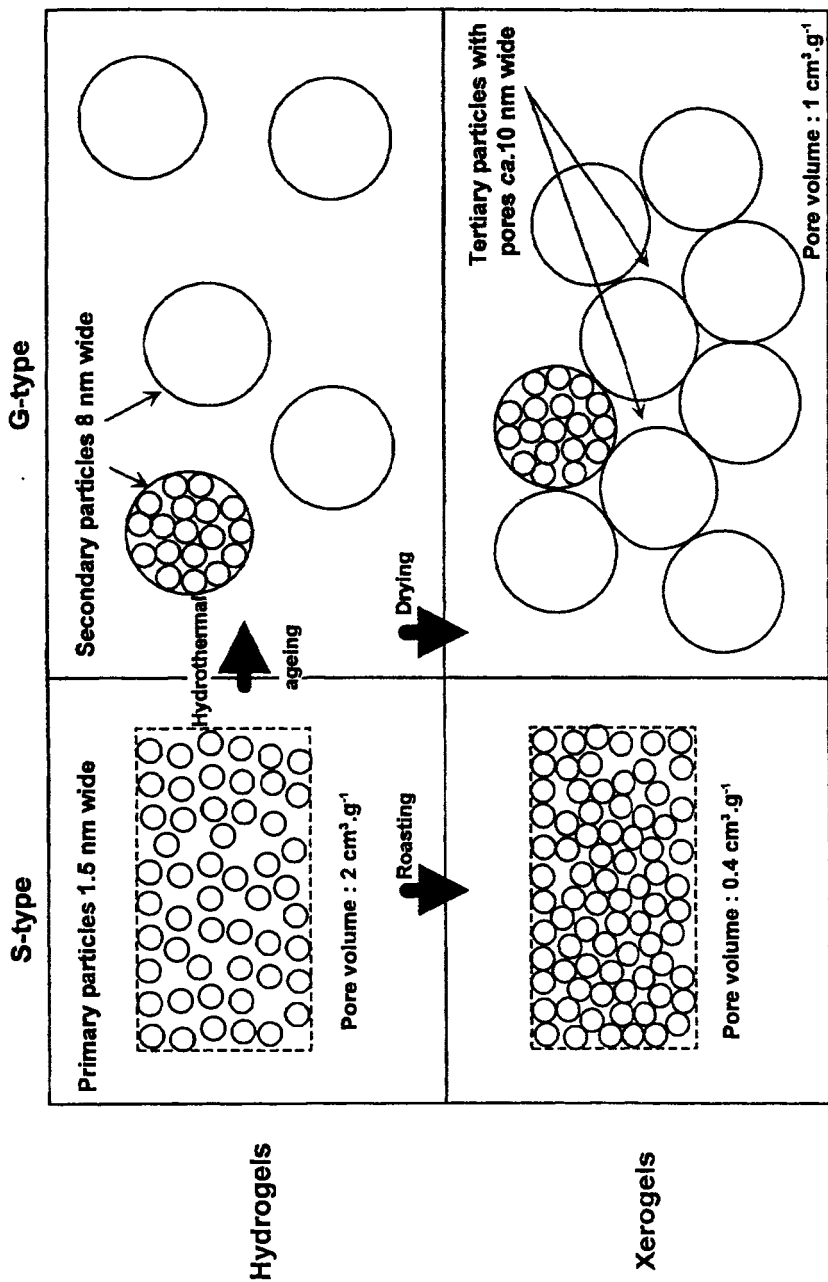 S-type
G-type
Hydrogels
Primary particles 1.5 nm wide
Pore volume : 2 cm³.g⁻¹
Hydrothermal
ageing
Secondary particles 8 nm wide
Roasting
Drying
Xerogels
Pore volume : 0.4 cm³.g⁻¹
Tertiary particles with
pores ca.10 nm wide
Pore volume : 1 cm³.g⁻¹